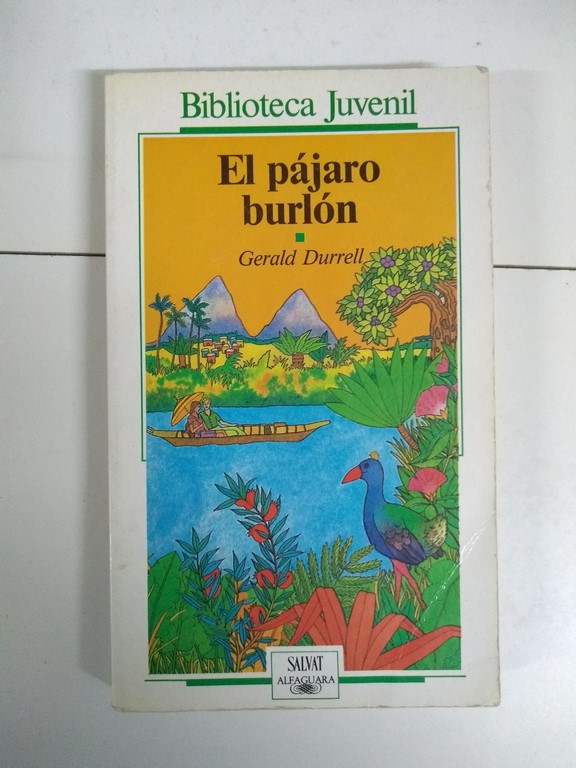 Biblioteca Juvenil
El pájaro
burlón
Gerald Durrell
SALVAT
ALFAGUARA